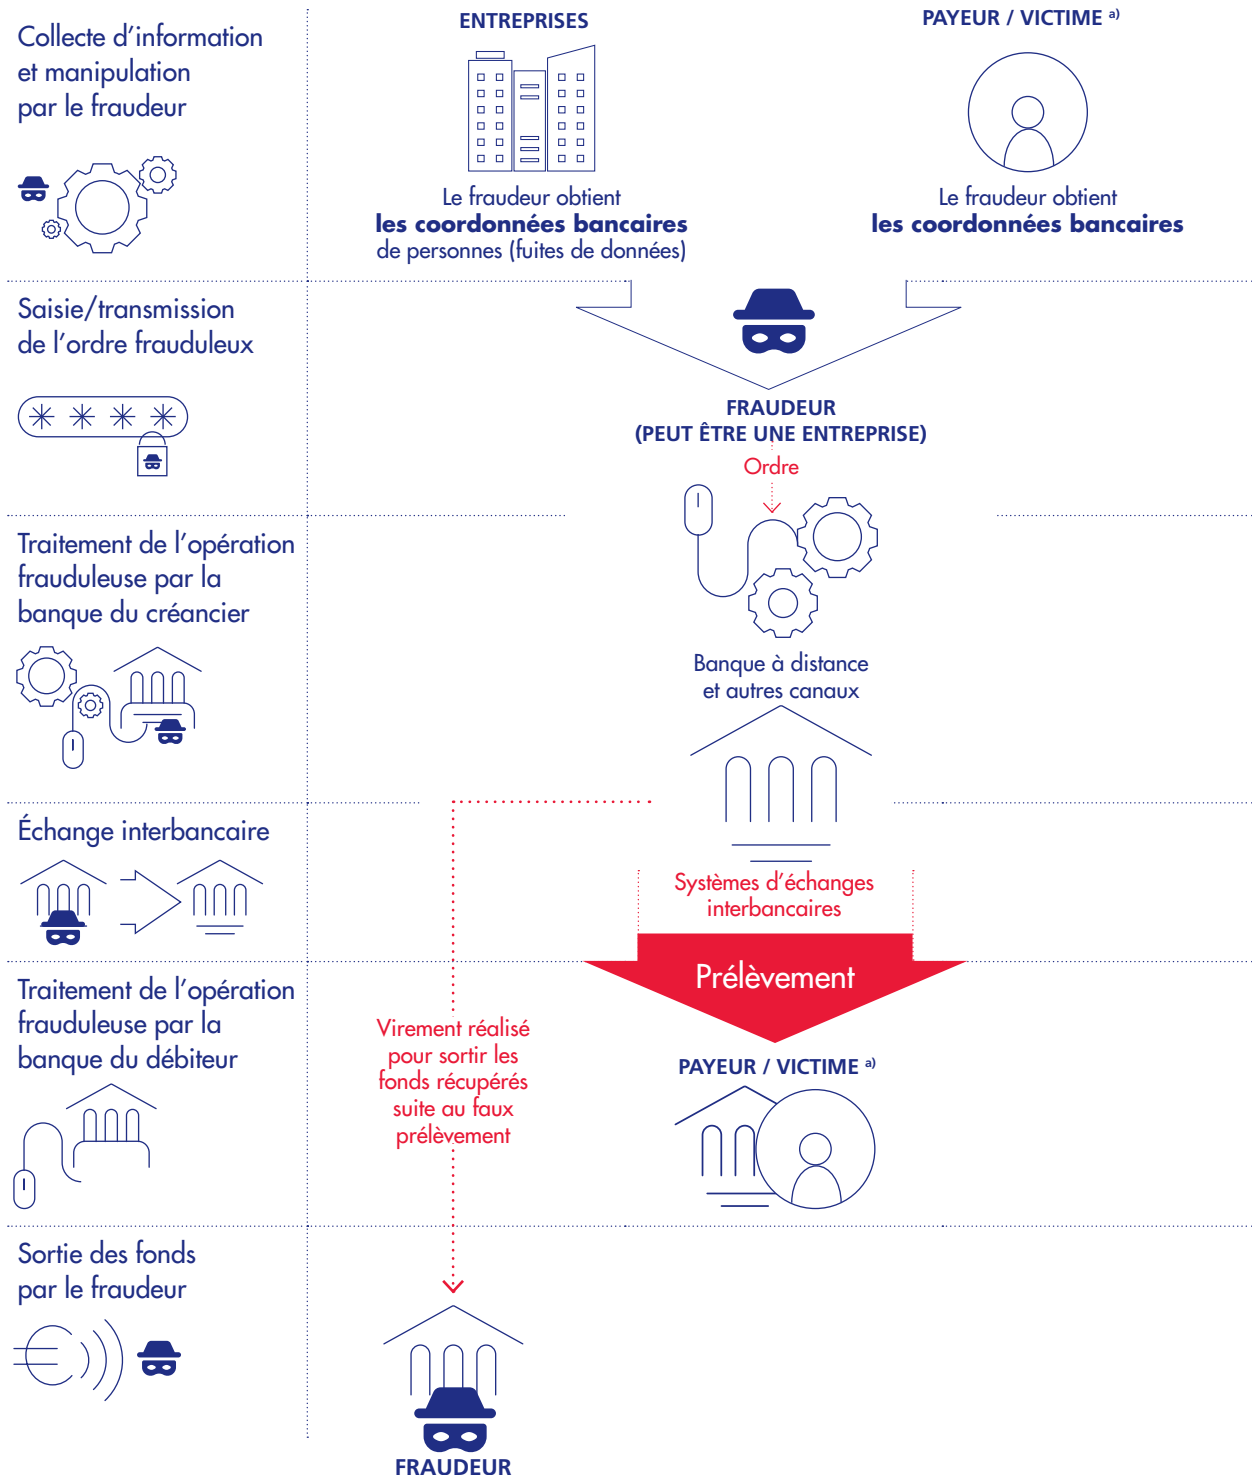 Collecte d'information
et manipulation
par le fraudeur
ENTREPRISES
Le fraudeur obtient
les coordonnées bancaires
de personnes (fuites de données)
PAYEUR / VICTIME a)
Le fraudeur obtient
les coordonnées bancaires
Saisie/transmission
de l'ordre frauduleux
FRAUDEUR
(PEUT ÊTRE UNE ENTREPRISE)
Ordre
Traitement de l'opération
frauduleuse par la
banque du créancier
Banque à distance
et autres canaux
Échange interbancaire
Systèmes d'échanges
interbancaires
Prélèvement
Traitement de l'opération
frauduleuse par la
banque du débiteur
Virement réalisé
pour sortir les
fonds récupérés
suite au faux
prélèvement
PAYEUR / VICTIME a)
Sortie des fonds
par le fraudeur
FRAUDEUR